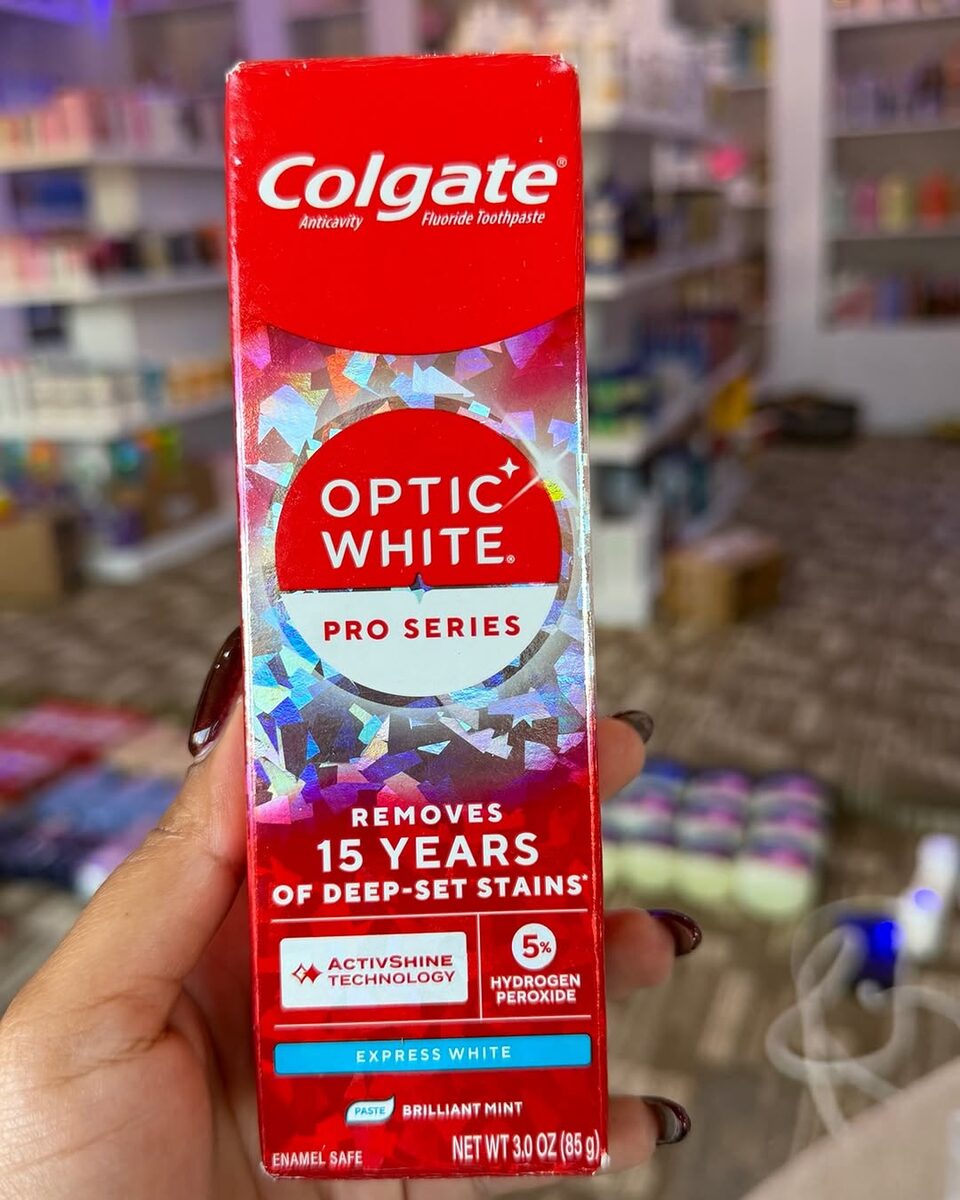 Colgate®
Anticavity Fluoride Toothpaste
OPTIC
WHITE®
PRO SERIES
REMOVES
15 YEARS
OF DEEP-SET STAINS*
ACTIVSHINE
TECHNOLOGY
5%
HYDROGEN
PEROXIDE
EXPRESS WHITE
PASTE BRILLIANT MINT
ENAMEL SAFE NET WT 3.0 OZ (85 g)